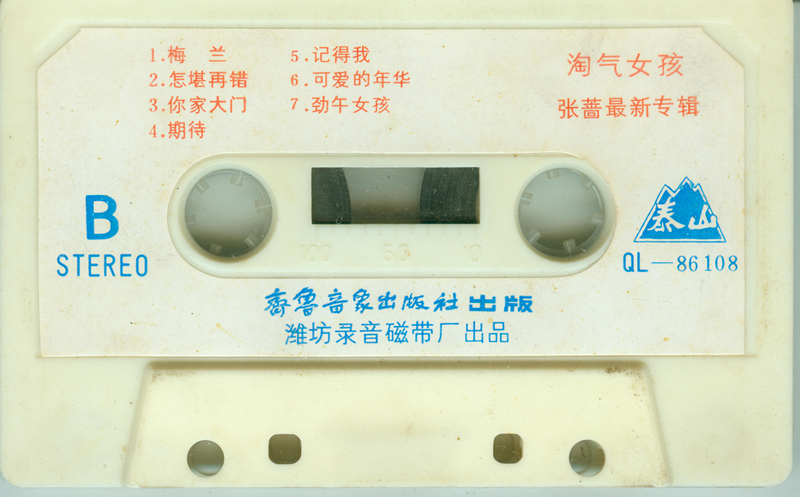 1.梅 兰
2.怎堪再错
3.你家大门
4.期待
5.记得我
6.可爱的年华
7.劲午女孩
淘气女孩
张蔷最新专辑
B
STEREO
泰山
QL—86108
100 50 0
齐鲁音象出版社出版
潍坊录音磁带厂出品